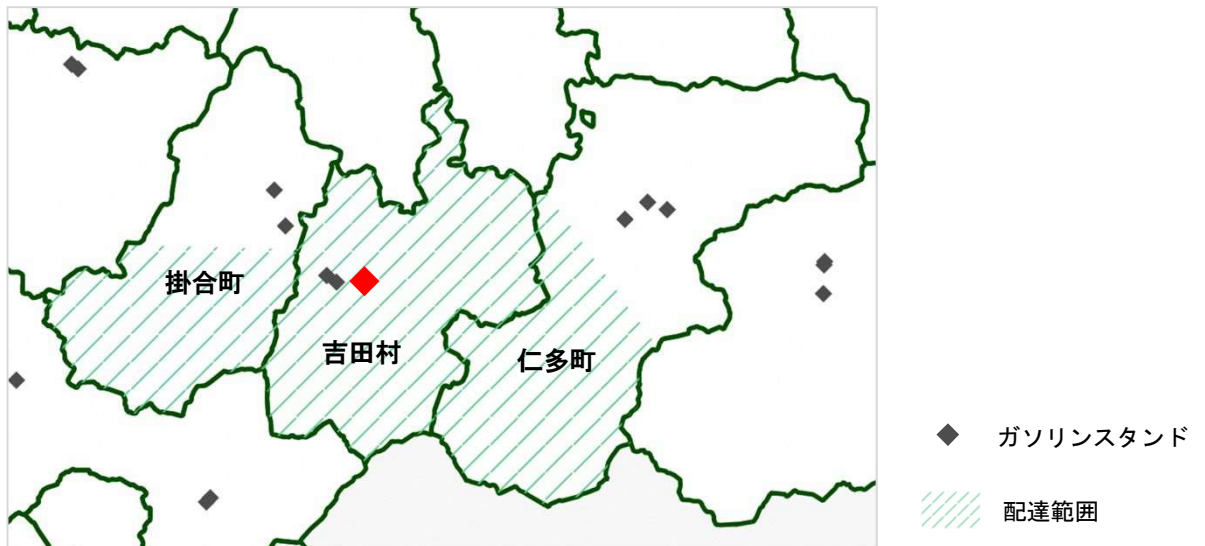 掛合町
吉田村
仁多町
ガソリンスタンド
配達範囲